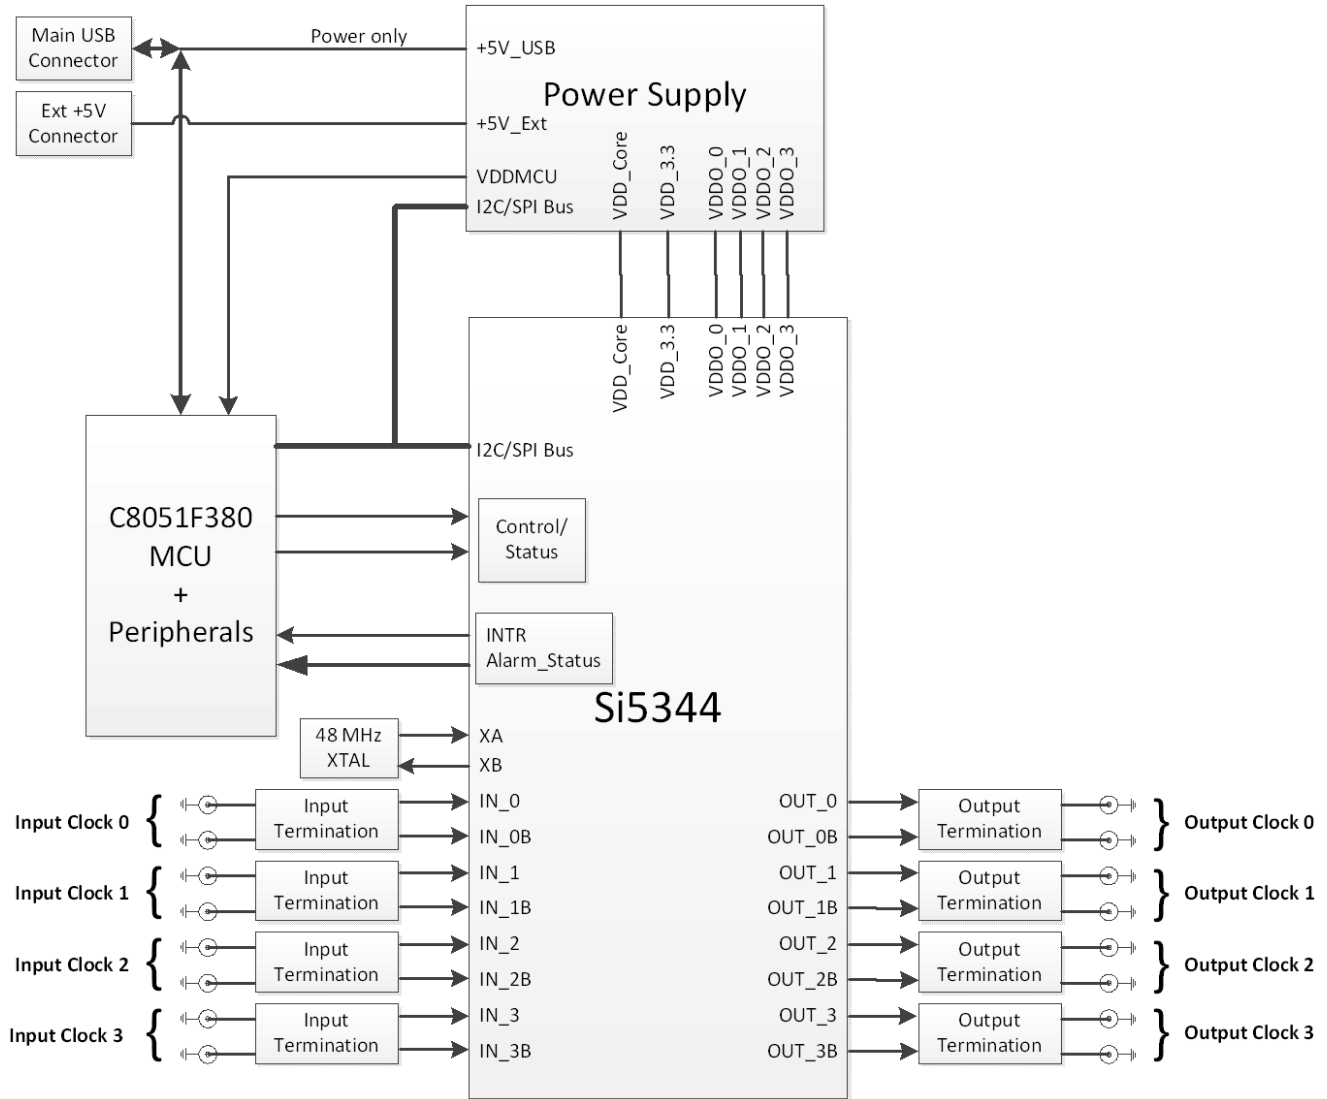 Main USB
Connector
Power only
+5V_USB
Power Supply
Ext +5V
Connector
+5V_Ext
VDDMCU
I2C/SPI Bus
VDD_Core
VDD_3.3
VDDO_0
VDDO_1
VDDO_2
VDDO_3
VDD_Core
VDD_3.3
VDDO_0
VDDO_1
VDDO_2
VDDO_3
I2C/SPI Bus
C8051F380
MCU
+
Peripherals
Control/
Status
INTR
Alarm_Status
Si5344
48 MHz
XTAL
XA
XB
Input Clock 0
Input
Termination
IN_0
IN_0B
OUT_0
OUT_0B
Output
Termination
Output Clock 0
Input Clock 1
Input
Termination
IN_1
IN_1B
OUT_1
OUT_1B
Output
Termination
Output Clock 1
Input Clock 2
Input
Termination
IN_2
IN_2B
OUT_2
OUT_2B
Output
Termination
Output Clock 2
Input Clock 3
Input
Termination
IN_3
IN_3B
OUT_3
OUT_3B
Output
Termination
Output Clock 3